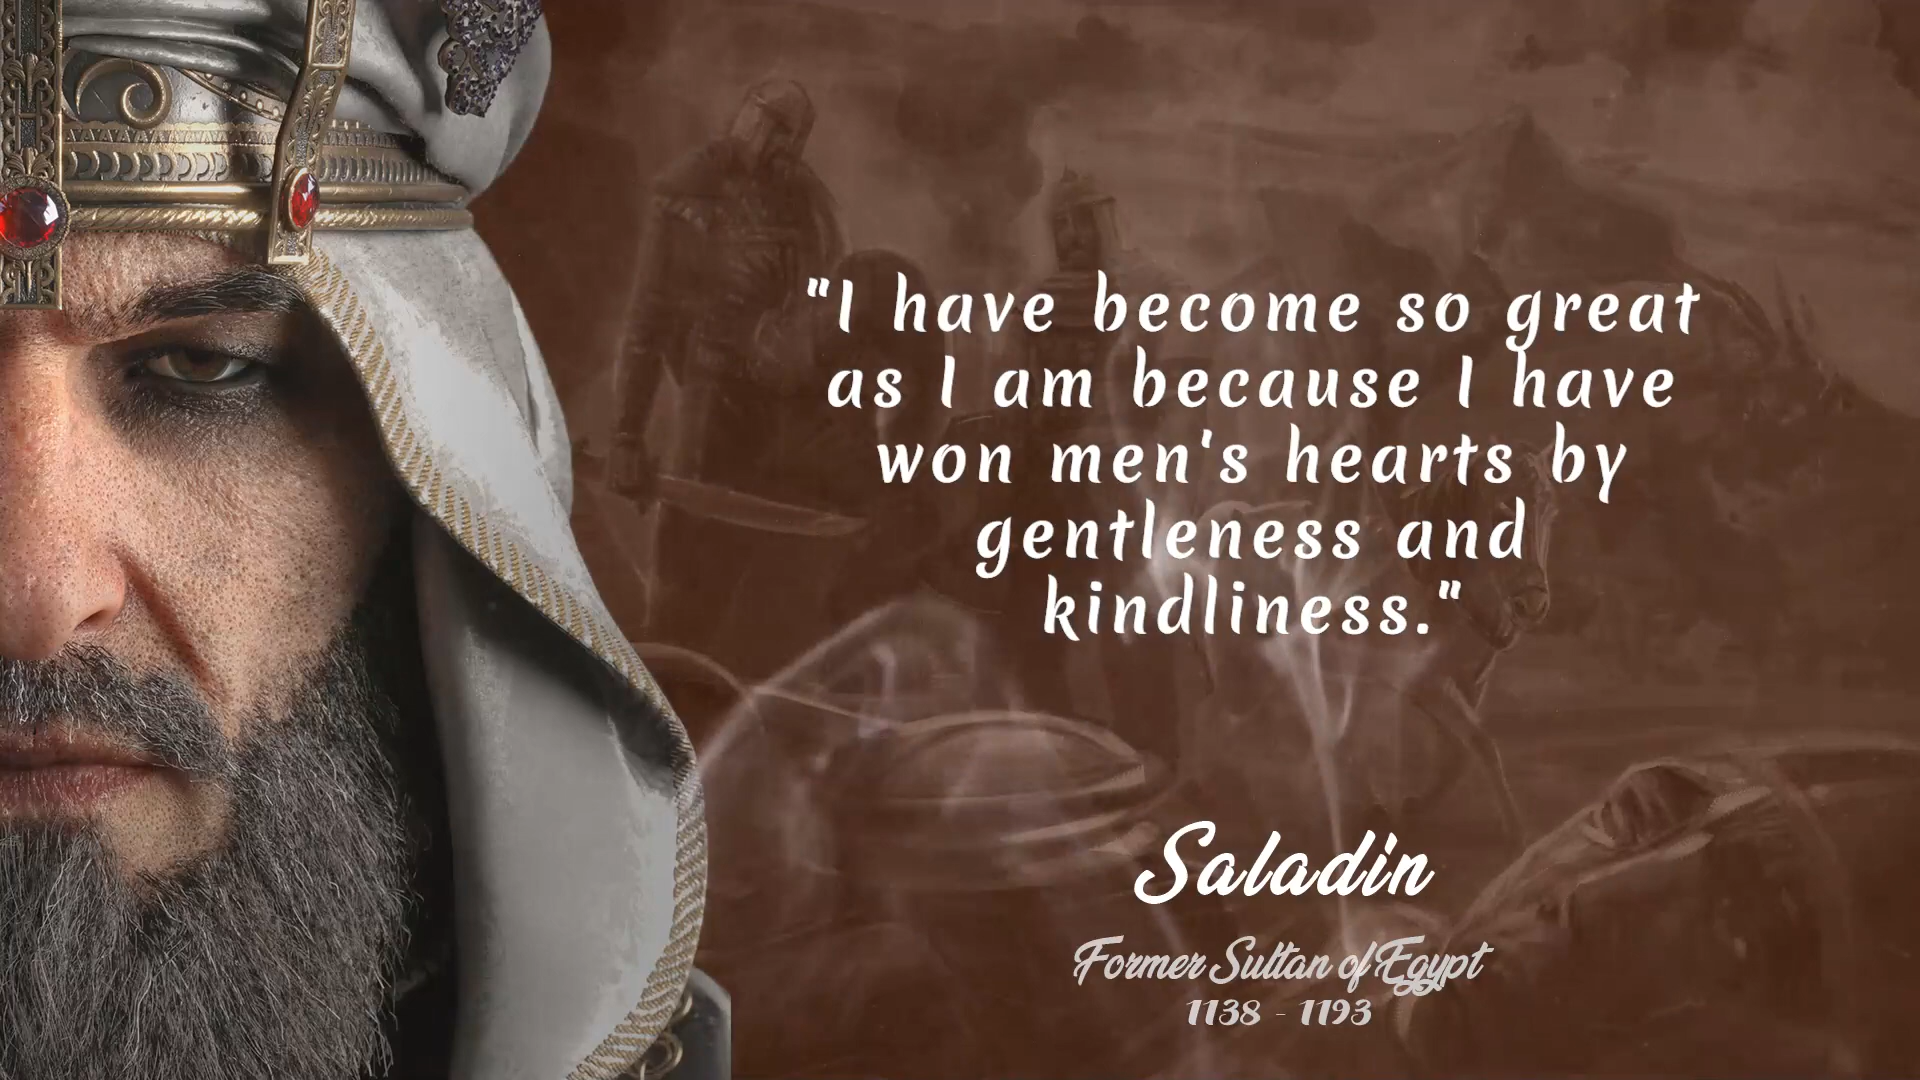 "I have become so great
as I am because I have
won men's hearts by
gentleness and
kindliness."
Saladin
Former Sultan of Egypt
1138 - 1193